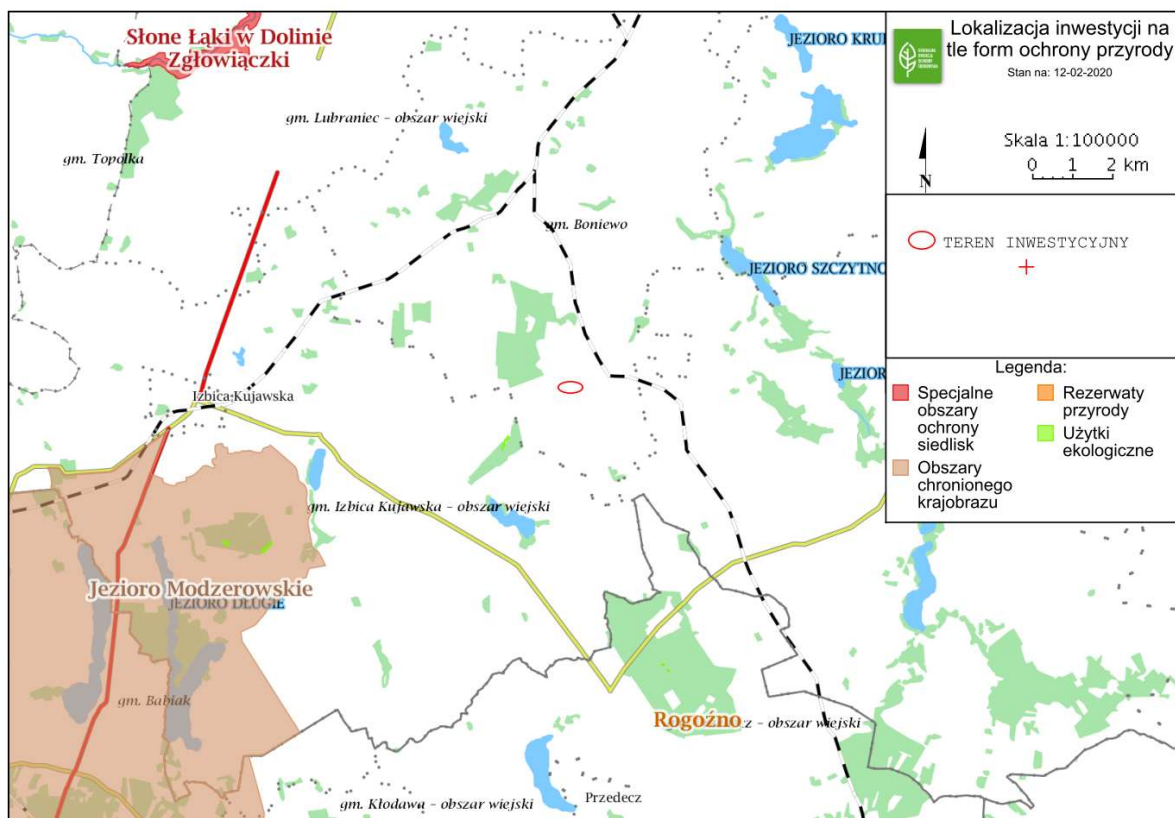 Słone Łąki w Dolinie
Zgłowiączki
JEZIORO KRU
gm. Lubraniec – obszar wiejski
gm. Topólka
gm. Boniewo
JEZIORO SZCZYTNO
JEZIOR
Izbica Kujawska
gm. Izbica Kujawska – obszar wiejski
Jezioro Modzerowskie
JEZIORO DŁUGIE
gm. Babiak
Rogoźno
cz – obszar wiejski
Przedecz
gm. Kłodawa – obszar wiejski
Lokalizacja inwestycji na
tle form ochrony przyrody
Stan na: 12-02-2020
N
Skala 1:100000
0 1 2 km
TEREN INWESTYCYJNY
Legenda:
Specjalne
obszary
ochrony
siedlisk
Obszary
chronionego
krajobrazu
Rezerwaty
przyrody
Użytki
ekologiczne